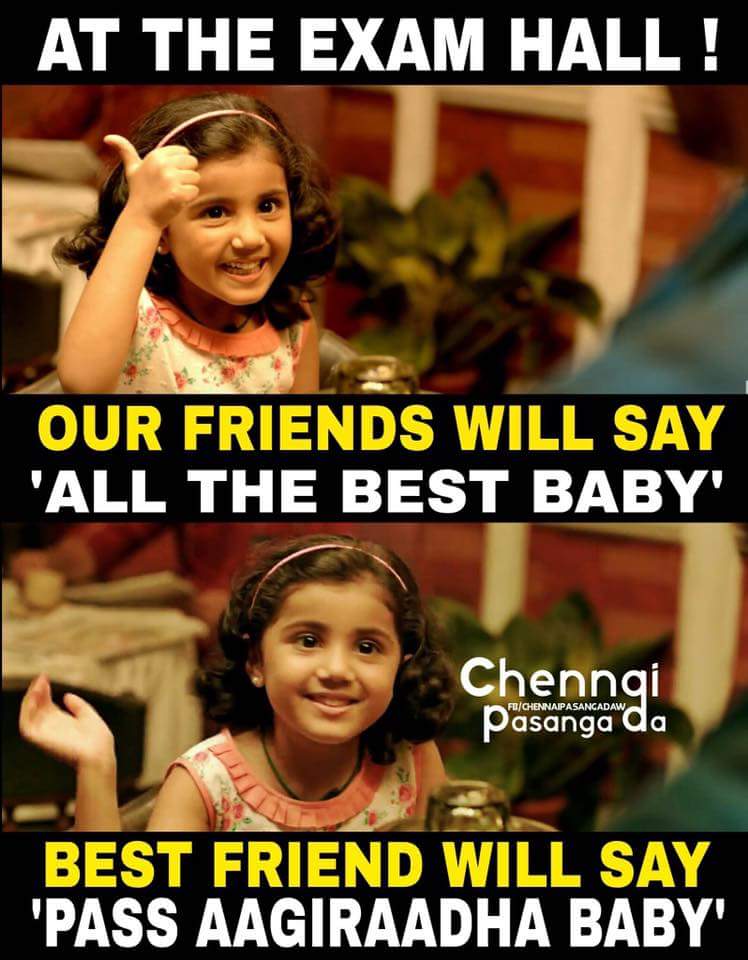 AT THE EXAM HALL !
OUR FRIENDS WILL SAY
'ALL THE BEST BABY'
Chennai
FB/CHENNAIPASANGADAW
Pasanga da
BEST FRIEND WILL SAY
'PASS AAGIRAADHA BABY'